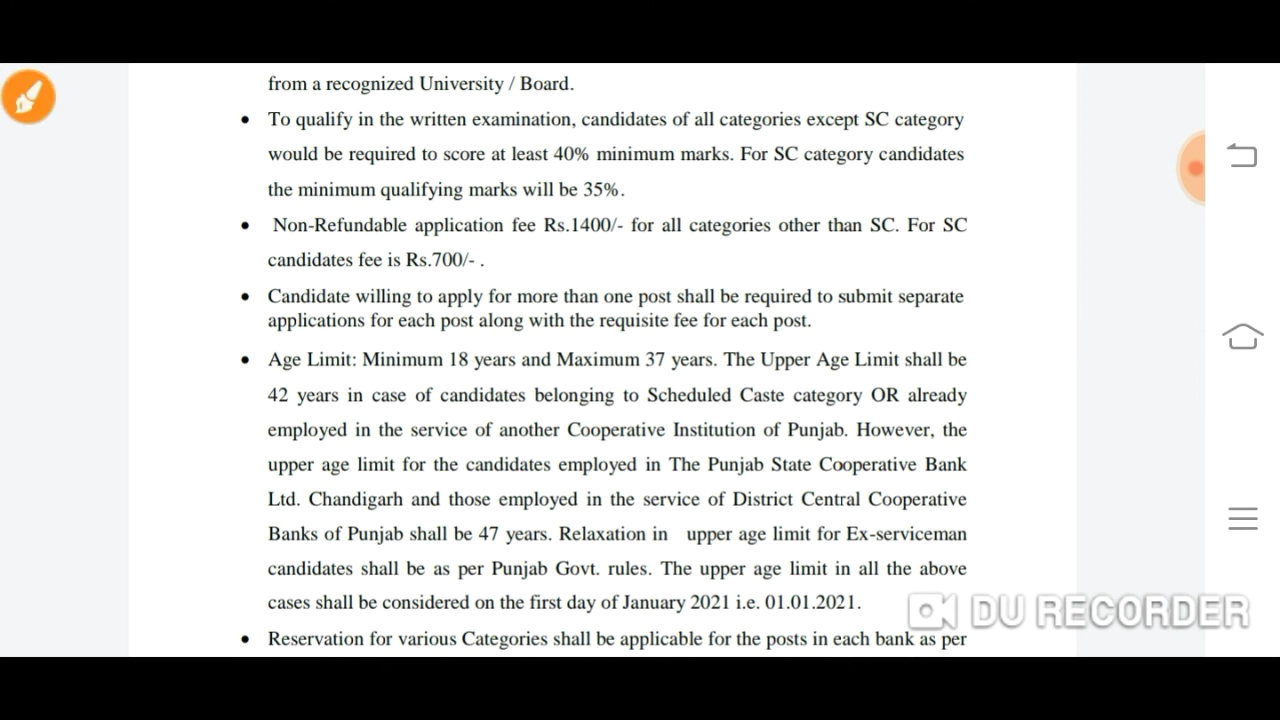 from a recognized University / Board.
• To qualify in the written examination, candidates of all categories except SC category
would be required to score at least 40% minimum marks. For SC category candidates
the minimum qualifying marks will be 35%.
• Non-Refundable application fee Rs.1400/- for all categories other than SC. For SC
candidates fee is Rs.700/- .
• Candidate willing to apply for more than one post shall be required to submit separate
applications for each post along with the requisite fee for each post.
• Age Limit: Minimum 18 years and Maximum 37 years. The Upper Age Limit shall be
42 years in case of candidates belonging to Scheduled Caste category OR already
employed in the service of another Cooperative Institution of Punjab. However, the
upper age limit for the candidates employed in The Punjab State Cooperative Bank
Ltd. Chandigarh and those employed in the service of District Central Cooperative
Banks of Punjab shall be 47 years. Relaxation in upper age limit for Ex-serviceman
candidates shall be as per Punjab Govt. rules. The upper age limit in all the above
cases shall be considered on the first day of January 2021 i.e. 01.01.2021.
DU RECORDER
• Reservation for various Categories shall be applicable for the posts in each bank as per